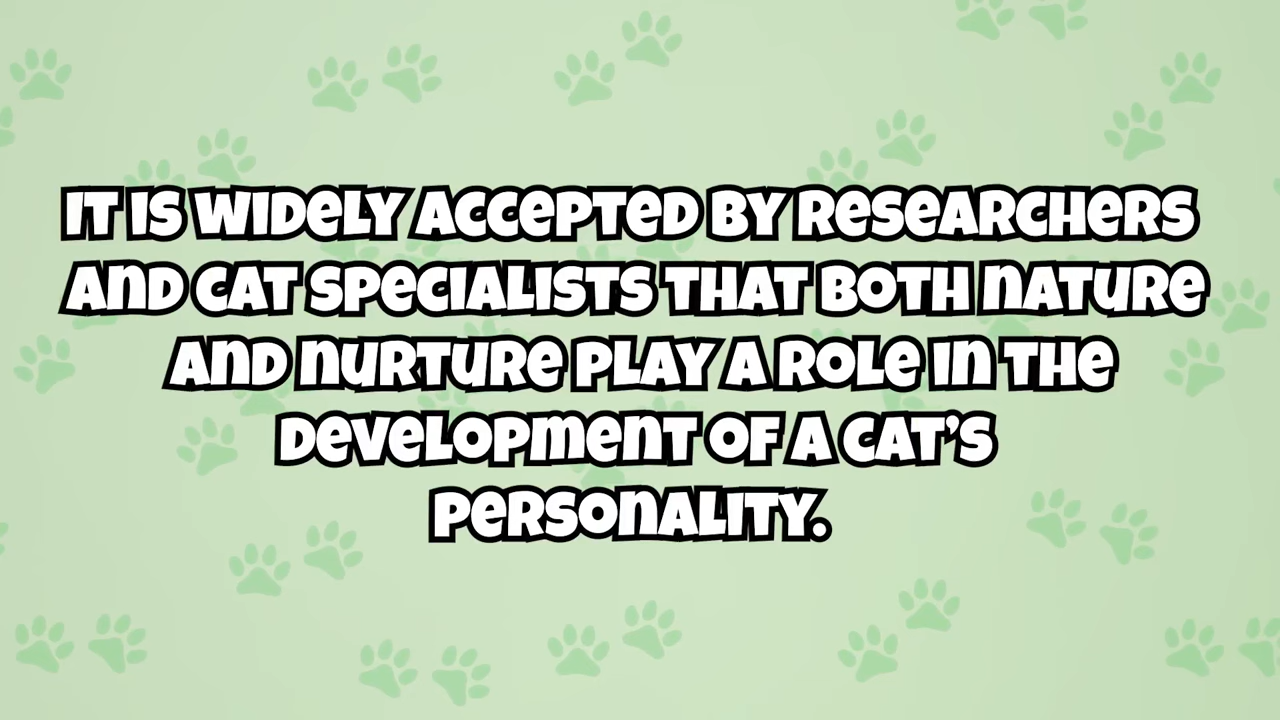 IT IS WIDELY ACCEPTED BY RESEARCHERS
AND CAT SPECIALISTS THAT BOTH NATURE
AND NURTURE PLAY A ROLE IN THE
DEVELOPMENT OF A CAT'S
PERSONALITY.